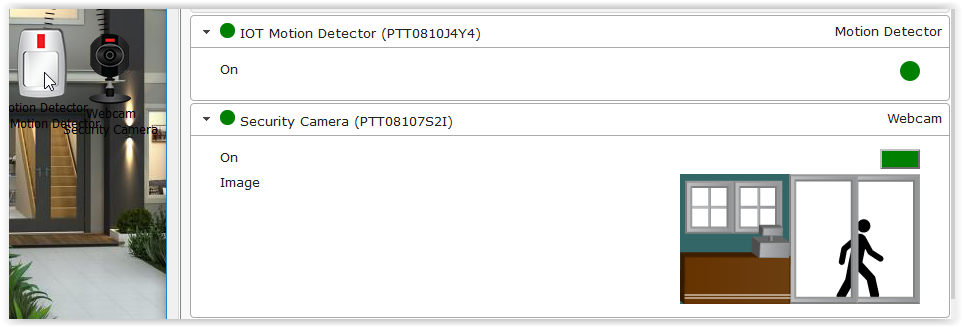 otion Detector
Motion Detector
Webcam
Security Camera
IOT Motion Detector (PTT0810J4Y4)
Motion Detector
On
Security Camera (PTT08107S2I)
Webcam
On
Image